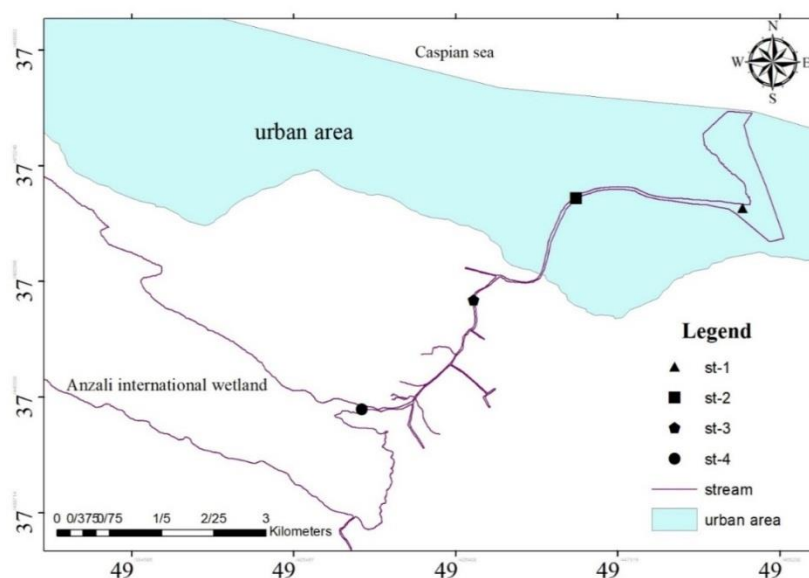 Caspian sea
N
W E
S
urban area
Anzali international wetland
37
37
37
37
37
Legend
st-1
st-2
st-3
st-4
stream
urban area
0 0/375 0/75 1/5 2/25 3
Kilometers
49 49 49 49 49